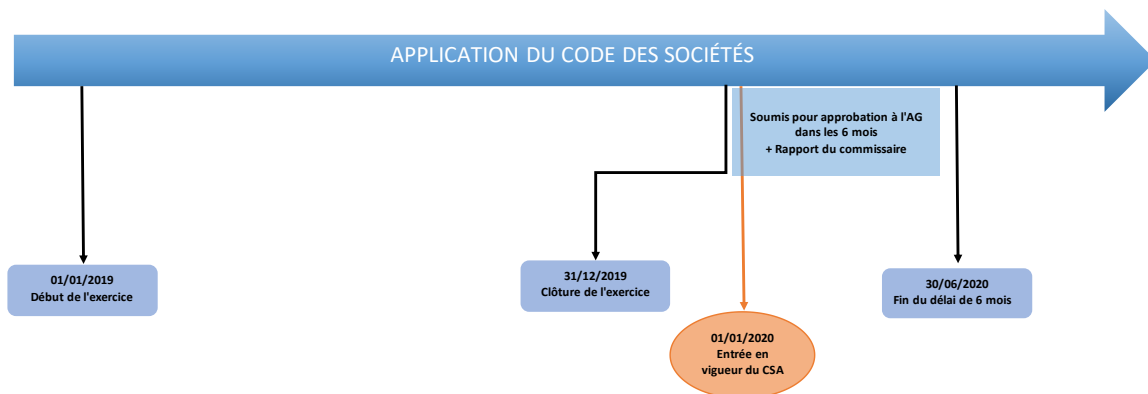 APPLICATION DU CODE DES SOCIÉTÉS
Soumis pour approbation à l'AG
dans les 6 mois
+ Rapport du commissaire
01/01/2019
Début de l'exercice
31/12/2019
Clôture de l'exercice
30/06/2020
Fin du délai de 6 mois
01/01/2020
Entrée en
vigueur du CSA